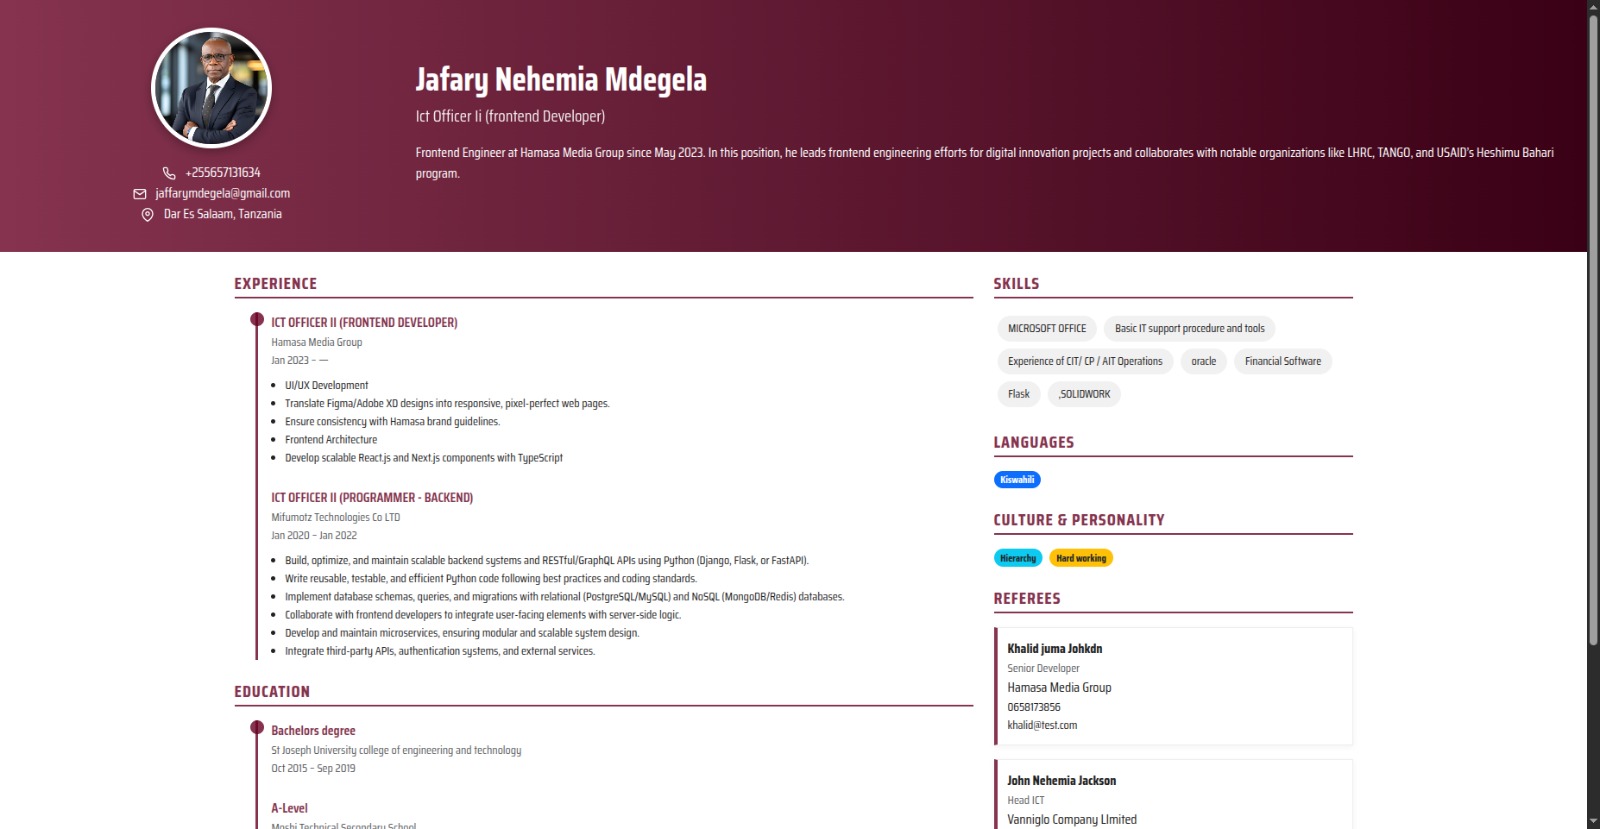 Jafary Nehemia Mdegela
Ict Officer Ii (frontend Developer)
Frontend Engineer at Hamasa Media Group since May 2023. In this position, he leads frontend engineering efforts for digital innovation projects and collaborates with notable organizations like LHRC, TANGO, and USAID's Heshimu Bahari
program.
+255657131634
jaffarymdegela@gmail.com
Dar Es Salaam, Tanzania
EXPERIENCE
ICT OFFICER II (FRONTEND DEVELOPER)
Hamasa Media Group
Jan 2023 – —
UI/UX Development
Translate Figma/Adobe XD designs into responsive, pixel-perfect web pages.
Ensure consistency with Hamasa brand guidelines.
Frontend Architecture
Develop scalable React.js and Next.js components with TypeScript
ICT OFFICER II (PROGRAMMER - BACKEND)
Mifumotz Technologies Co LTD
Jan 2020 – Jan 2022
Build, optimize, and maintain scalable backend systems and RESTful/GraphQL APIs using Python (Django, Flask, or FastAPI).
Write reusable, testable, and efficient Python code following best practices and coding standards.
Implement database schemas, queries, and migrations with relational (PostgreSQL/MySQL) and NoSQL (MongoDB/Redis) databases.
Collaborate with frontend developers to integrate user-facing elements with server-side logic.
Develop and maintain microservices, ensuring modular and scalable system design.
Integrate third-party APIs, authentication systems, and external services.
EDUCATION
Bachelors degree
St Joseph University college of engineering and technology
Oct 2015 – Sep 2019
A-Level
Moshi Technical Secondary School
SKILLS
MICROSOFT OFFICE
Basic IT support procedure and tools
Experience of CIT/ CP / AIT Operations
oracle
Financial Software
Flask
,SOLIDWORK
LANGUAGES
Kiswahili
CULTURE & PERSONALITY
Hierarchy
Hard working
REFEREES
Khalid juma Johkdn
Senior Developer
Hamasa Media Group
0658173856
khalid@test.com
John Nehemia Jackson
Head ICT
Vanniglo Company LImited